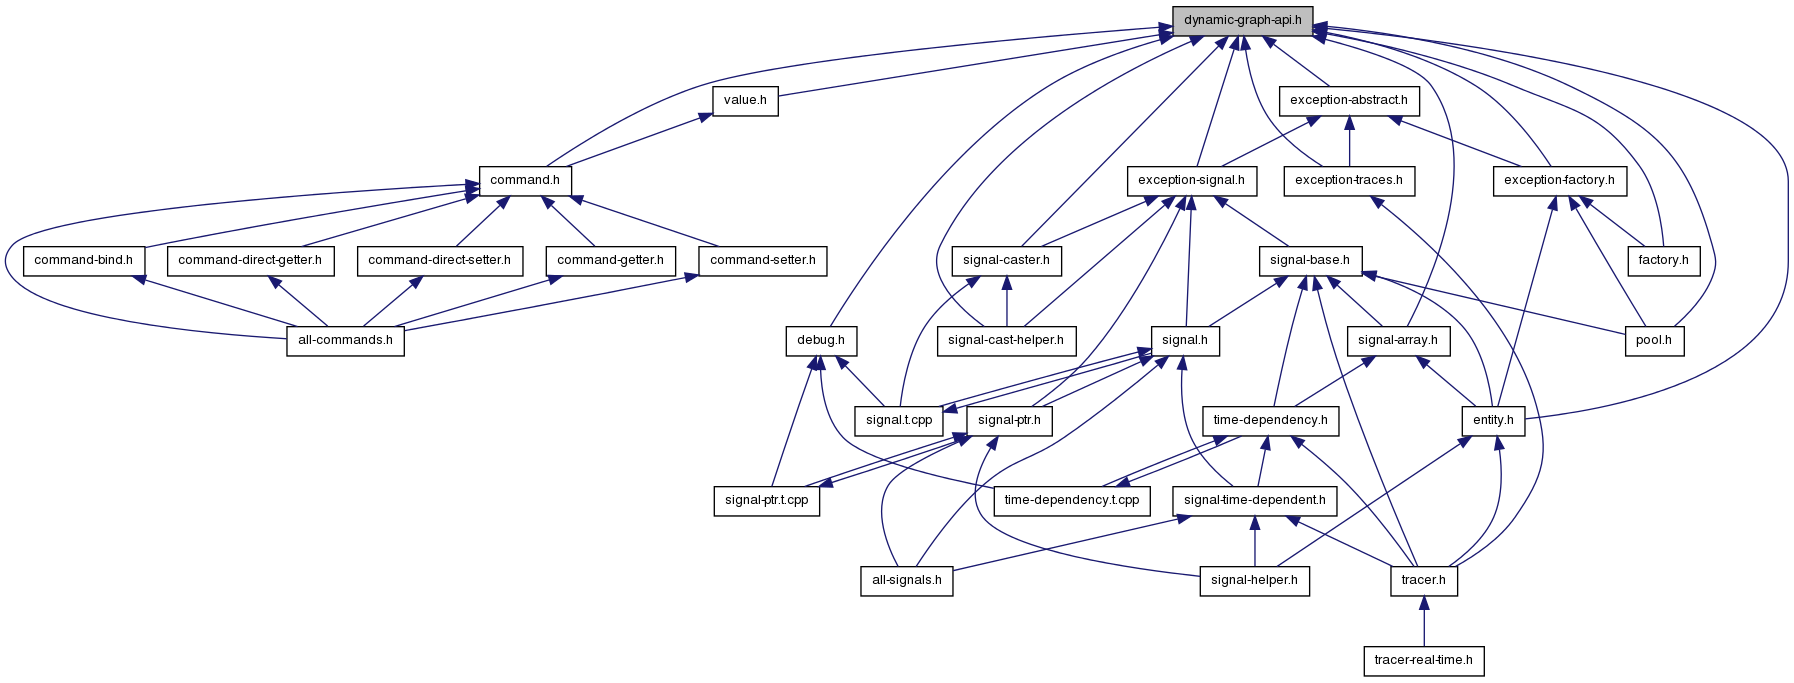 dynamic-graph-api.h
value.h
exception-abstract.h
command.h
exception-signal.h
exception-traces.h
exception-factory.h
command-bind.h
command-direct-getter.h
command-direct-setter.h
command-getter.h
command-setter.h
signal-caster.h
signal-base.h
factory.h
all-commands.h
debug.h
signal-cast-helper.h
signal.h
signal-array.h
pool.h
signal.t.cpp
signal-ptr.h
time-dependency.h
entity.h
signal-ptr.t.cpp
time-dependency.t.cpp
signal-time-dependent.h
all-signals.h
signal-helper.h
tracer.h
tracer-real-time.h